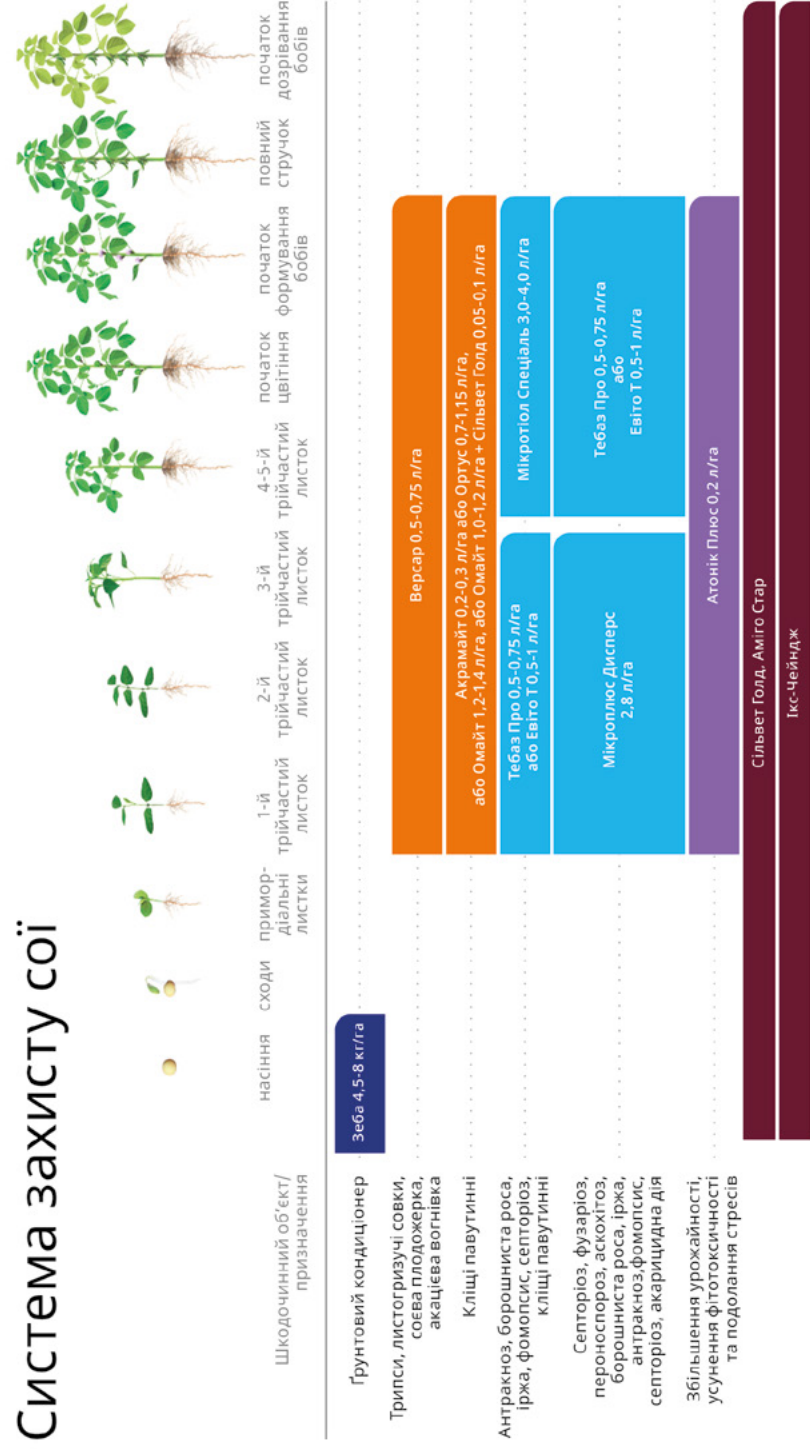 Система захисту сої
Шкодочинний об’єкт/
призначення
насіння
сходи
примор-
діальні
листки
1-й
трійчастий
листок
2-й
трійчастий
листок
3-й
трійчастий
листок
4-5-й
трійчастий
листок
початок
цвітіння
початок
формування
бобів
повний
стручок
початок
дозрівання
бобів
Ґрунтовий кондиціонер
Зеба 4,5-8 кг/га
Трипси, листогризучі совки,
соєва плодожерка,
акацієва вогнівка
Версар 0,5-0,75 л/га
Кліщі павутинні
Акрамайт 0,2-0,3 л/га або Ортус 0,7-1,15 л/га,
або Омайт 1,2-1,4 л/га, або Омайт 1,0-1,2 л/га + Сільвет Голд 0,05-0,1 л/га
Антракноз, борошниста роса,
іржа, фомопсис, септоріоз,
кліщі павутинні
Тебаз Про 0,5-0,75 л/га
або Евіто Т 0,5-1 л/га
Мікротіол Спеціаль 3,0-4,0 л/га
Септоріоз, фузаріоз,
пероноспороз, аскохітоз,
борошниста роса, іржа,
антракноз,фомопсис,
септоріоз, акарицидна дія
Мікроплюс Дисперс
2,8 л/га
Тебаз Про 0,5-0,75 л/га
або
Евіто Т 0,5-1 л/га
Збільшення урожайності,
усунення фітотоксичності
та подолання стресів
Атонік Плюс 0,2 л/га
Сільвет Голд, Аміго Стар
Ікс-Чейндж